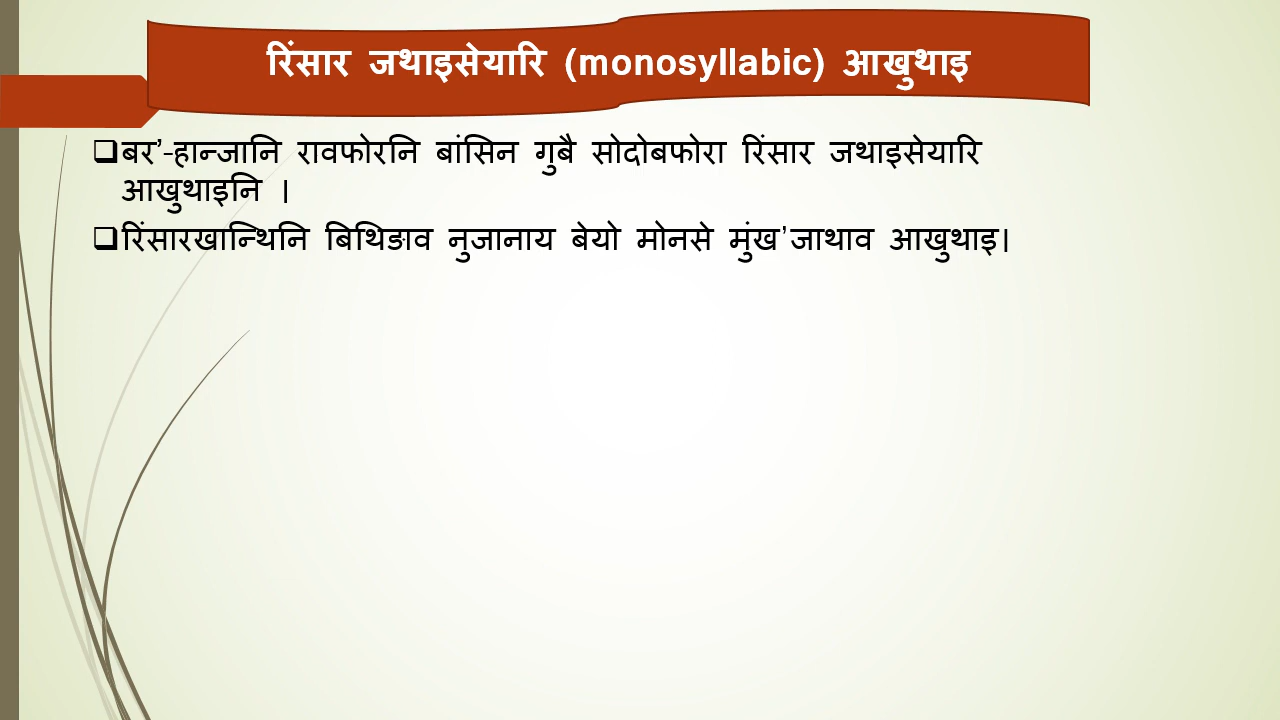 रिंसार जथाइसेयारि (monosyllabic) आखुथाइ
बर’-हान्जानि रावफोरनि बांसिन गुबै सोदोबफोरा रिंसार जथाइसेयारि
आखुथाइनि ।
रिंसारखान्थिनि बिथिङाव नुजानाय बेयो मोनसे मुंख’जाथाव आखुथाइ।